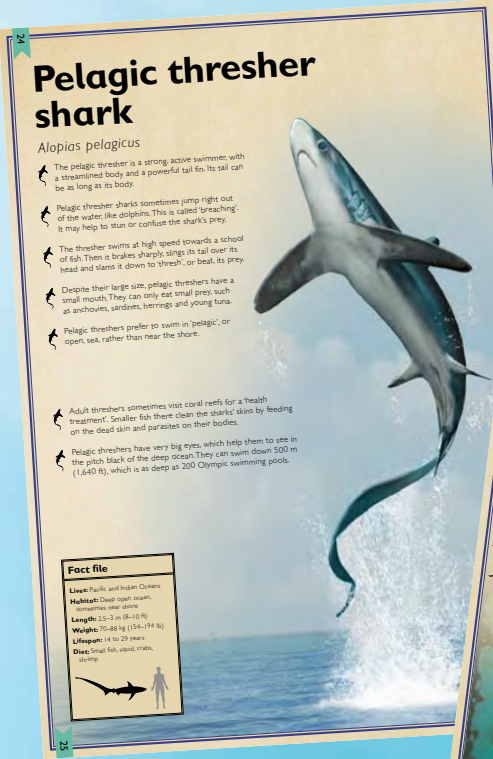 24
Pelagic thresher
shark
Alopias pelagicus
The pelagic thresher is a strong, active swimmer, with
a streamlined body and a powerful tail fin. Its tail can
be as long as its body.
Pelagic thresher sharks sometimes jump right out
of the water, like dolphins. This is called 'breaching'.
It may help to stun or confuse the shark's prey.
The thresher swims at high speed towards a school
of fish. Then it brakes sharply, slings its tail over its
head and slams it down to 'thresh', or beat, its prey.
Despite their large size, pelagic threshers have a
small mouth. They can only eat small prey, such
as anchovies, sardines, herrings and young tuna.
Pelagic threshers prefer to swim in 'pelagic', or
open, sea, rather than near the shore.
Adult threshers sometimes visit coral reefs for a 'health
treatment'. Smaller fish there clean the sharks' skins by feeding
on the dead skin and parasites on their bodies.
Pelagic threshers have very big eyes, which help them to see in
the pitch black of the deep ocean. They can swim down 500 m
(1,640 ft), which is as deep as 200 Olympic swimming pools.
Fact file
Lives: Pacific and Indian Oceans
Habitat: Deep open ocean,
sometimes near shore
Length: 2.5–3 m (8–10 ft)
Weight: 70–88 kg (154–194 lb)
Lifespan: 14 to 29 years
Diet: Small fish, squid, crabs,
shrimp
25